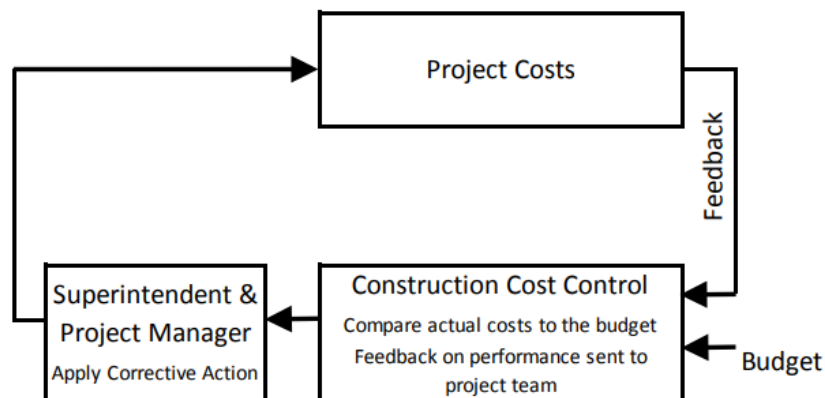 Project Costs
Feedback
Superintendent &
Project Manager
Apply Corrective Action
Construction Cost Control
Compare actual costs to the budget
Feedback on performance sent to
project team
Budget